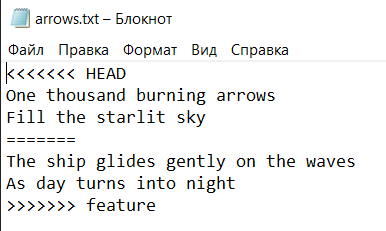 arrows.txt – Блокнот
Файл Правка Формат Вид Справка
<<<<<<< HEAD
One thousand burning arrows
Fill the starlit sky
=======
The ship glides gently on the waves
As day turns into night
>>>>>>> feature